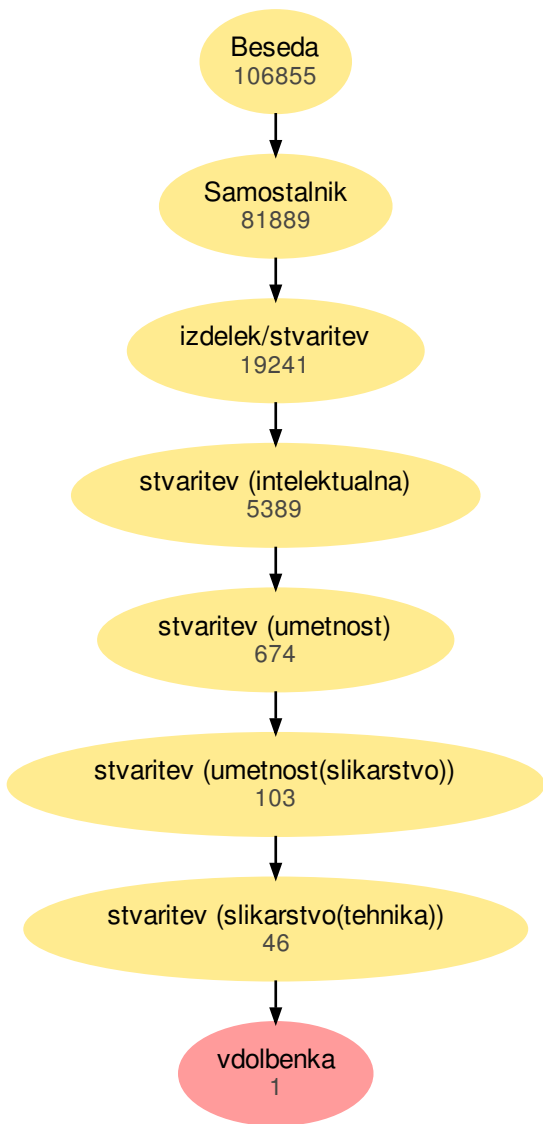 Beseda
106855
Samostalnik
81889
izdelek/stvaritev
19241
stvaritev (intelektualna)
5389
stvaritev (umetnost)
674
stvaritev (umetnost(slikarstvo))
103
stvaritev (slikarstvo(tehnika))
46
vdolbenka
1